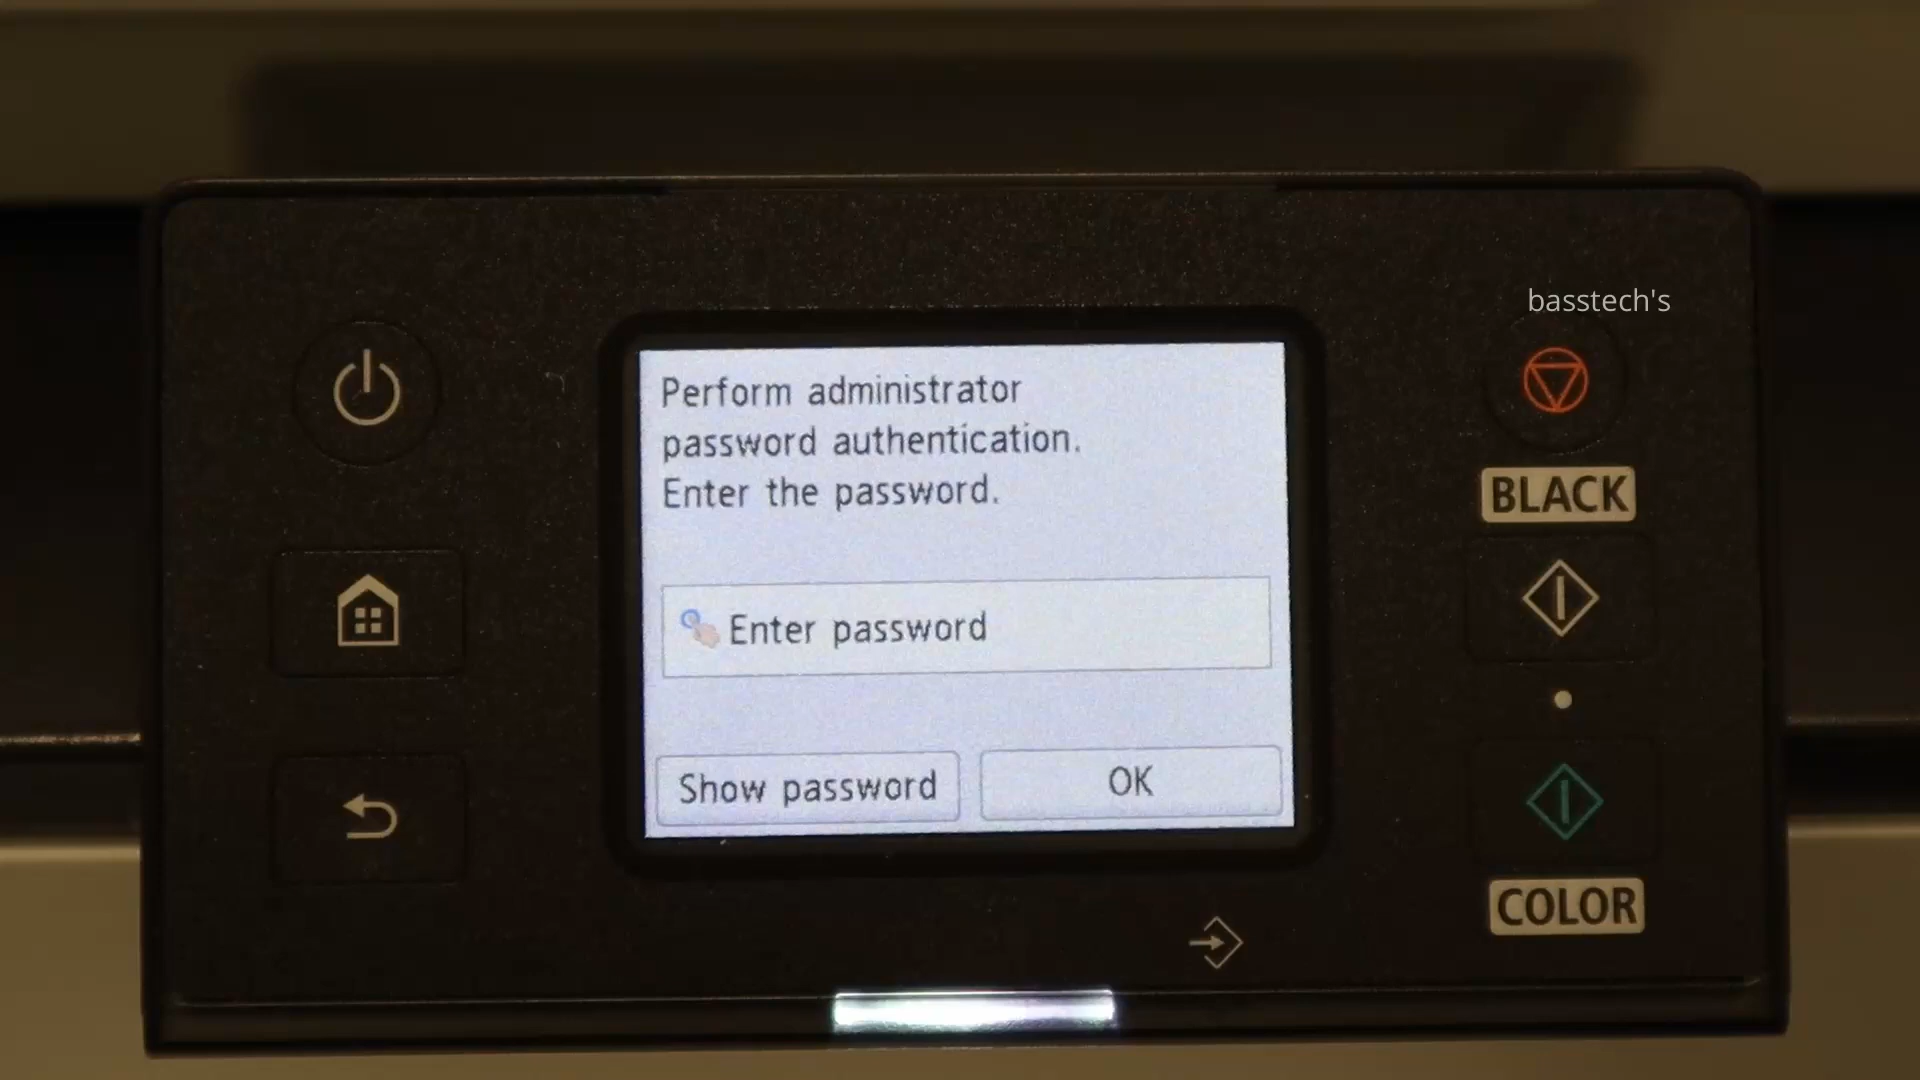 basstech's
Perform administrator
password authentication.
Enter the password.
Enter password
Show password
OK
BLACK
COLOR